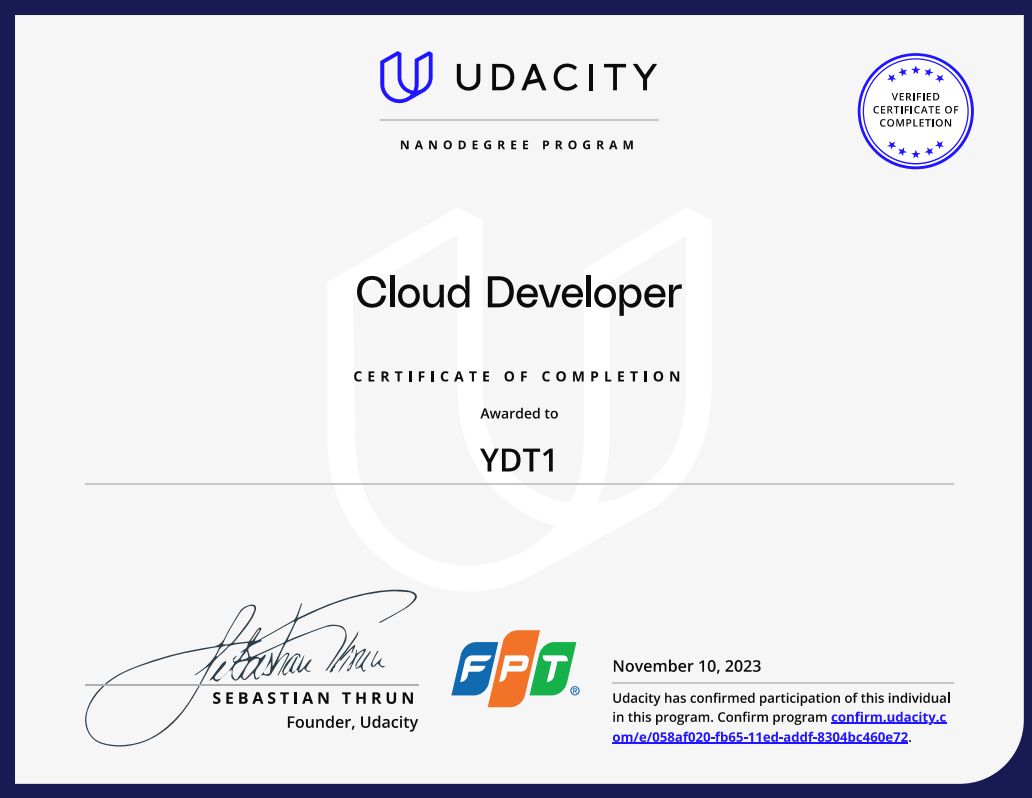 UDACITY
NANODEGREE PROGRAM
VERIFIED
CERTIFICATE OF
COMPLETION
Cloud Developer
CERTIFICATE OF COMPLETION
Awarded to
YDT1
Sebastian Thrun
SEBASTIAN THRUN
Founder, Udacity
FPT®
November 10, 2023
Udacity has confirmed participation of this individual
in this program. Confirm program confirm.udacity.c
om/e/058af020-fb65-11ed-addf-8304bc460e72.